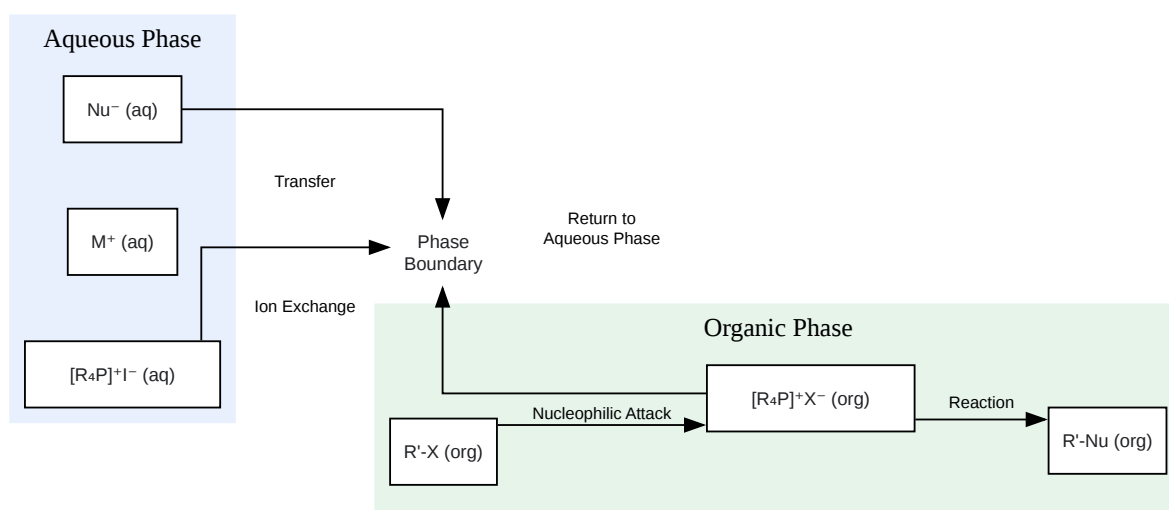 Aqueous Phase
Nu⁻ (aq)
Transfer
M⁺ (aq)
Return to
Aqueous Phase
Phase
Boundary
Ion Exchange
[R₄P]⁺I⁻ (aq)
Organic Phase
[R₄P]⁺X⁻ (org)
Nucleophilic Attack
Reaction
R'-X (org)
R'-Nu (org)